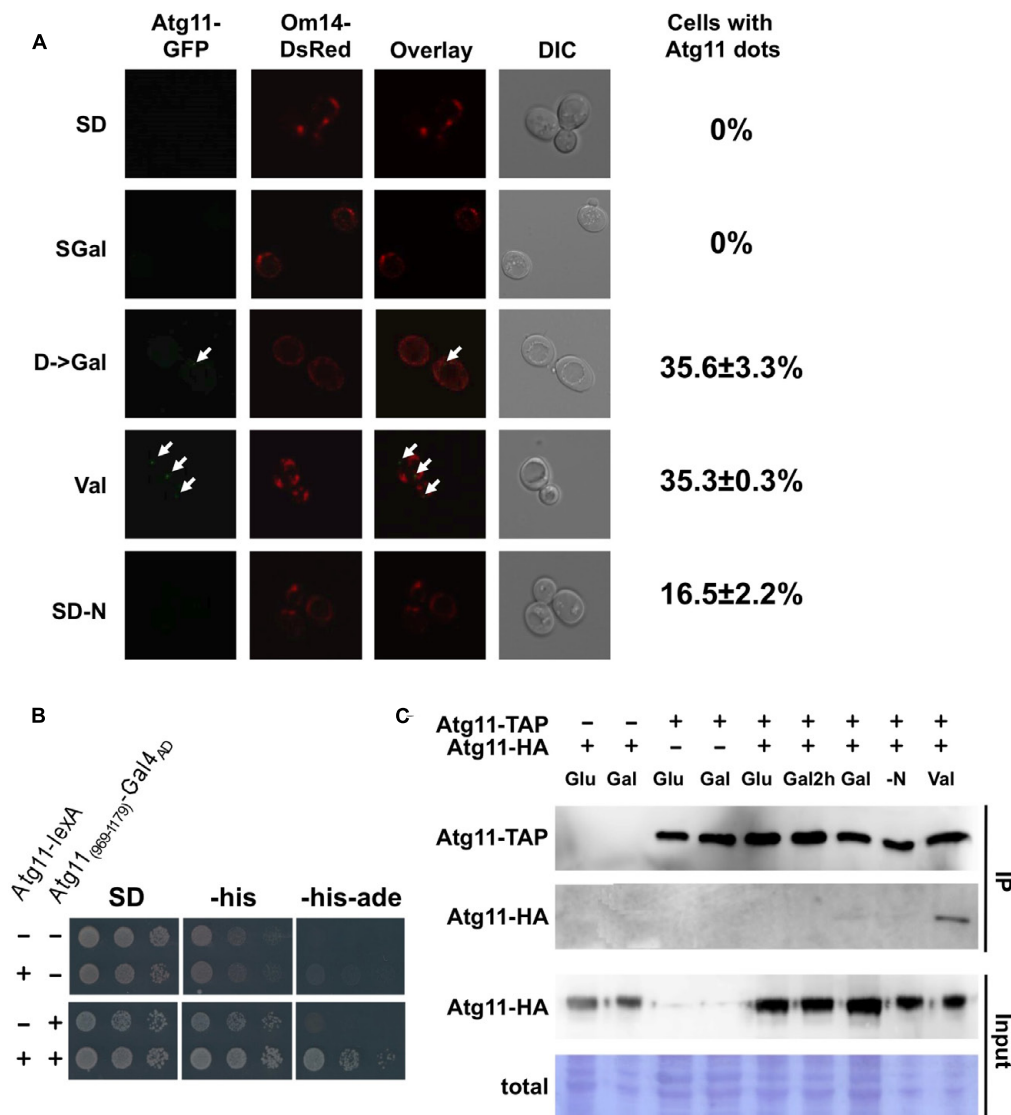 A
Atg11-
GFP
Om14-
DsRed
Overlay
DIC
Cells with
Atg11 dots
SD
0%
SGal
0%
D->Gal
35.6±3.3%
Val
35.3±0.3%
SD-N
16.5±2.2%
B
Atg11-lexA
Atg11(969-1179)-Gal4AD
SD -his -his-ade
– –
+ –
– +
+ +
C
Atg11-TAP – – + + + + + + +
Atg11-HA + + – – + + + + +
Glu Gal Glu Gal Glu Gal2h Gal -N Val
Atg11-TAP
Atg11-HA
IP
Atg11-HA
total
Input